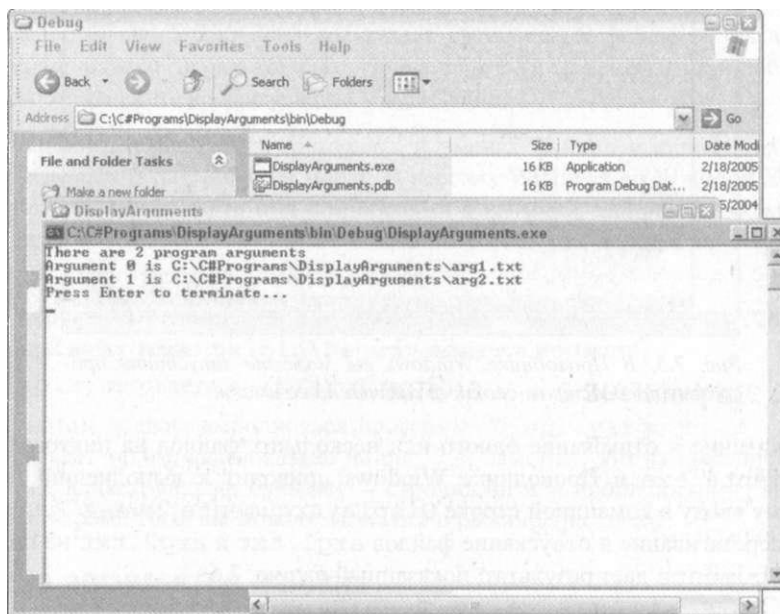 Debug
File Edit View Favorites Tools Help
Back Search Folders
Address C:\C#Programs\DisplayArguments\bin\Debug Go
Name Size Type Date Modi
File and Folder Tasks
DisplayArguments.exe 16 KB Application 2/18/2005
Make a new folder
DisplayArguments.pdb 16 KB Program Debug Dat... 2/18/2005
5/2004
DisplayArguments
C:\C#Programs\DisplayArguments\bin\Debug\DisplayArguments.exe
There are 2 program arguments
Argument 0 is C:\C#Programs\DisplayArguments\arg1.txt
Argument 1 is C:\C#Programs\DisplayArguments\arg2.txt
Press Enter to terminate...